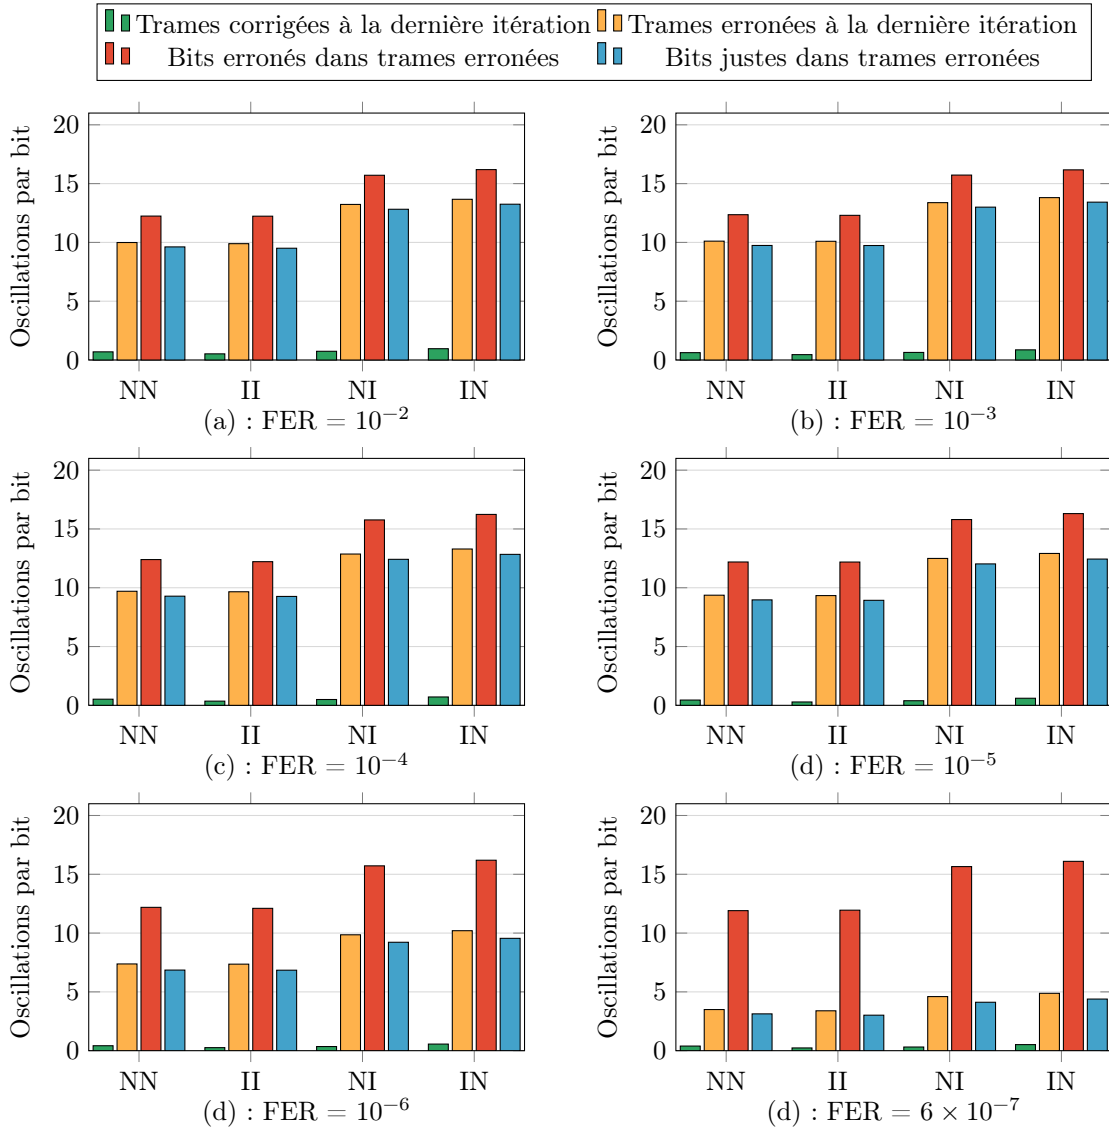 Trames corrigées à la dernière itération Trames erronées à la dernière itération
Bits erronés dans trames erronées Bits justes dans trames erronées
Oscillations par bit
20
15
10
5
0
NN II NI IN
(a) : FER = 10⁻²
Oscillations par bit
20
15
10
5
0
NN II NI IN
(b) : FER = 10⁻³
Oscillations par bit
20
15
10
5
0
NN II NI IN
(c) : FER = 10⁻⁴
Oscillations par bit
20
15
10
5
0
NN II NI IN
(d) : FER = 10⁻⁵
Oscillations par bit
20
15
10
5
0
NN II NI IN
(d) : FER = 10⁻⁶
Oscillations par bit
20
15
10
5
0
NN II NI IN
(d) : FER = 6 × 10⁻⁷